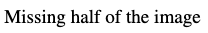 Missing half of the image